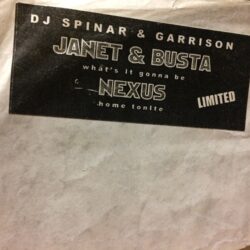 DJ SPINAR & GARRISON
JANET & BUSTA
what's it gonna be
NEXUS
home tonite
LIMITED